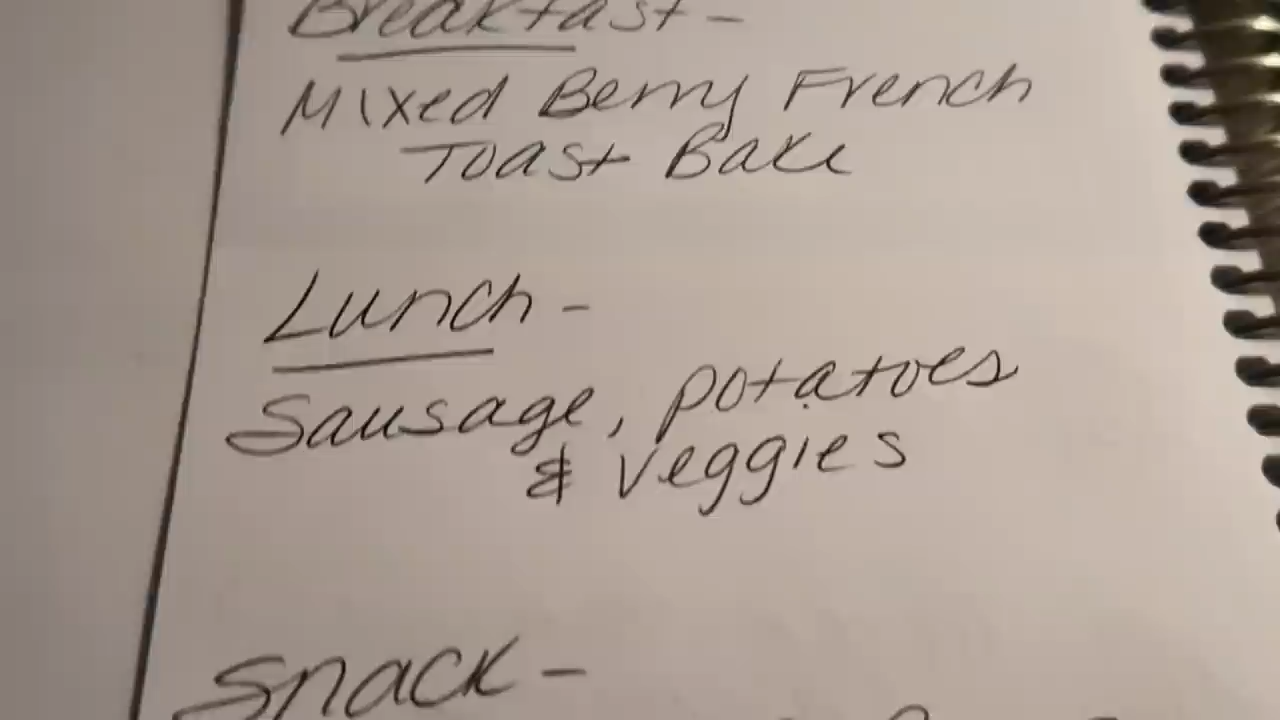 Breakfast -
Mixed Berry French
Toast Bake
Lunch -
Sausage, potatoes
& veggies
Snack -